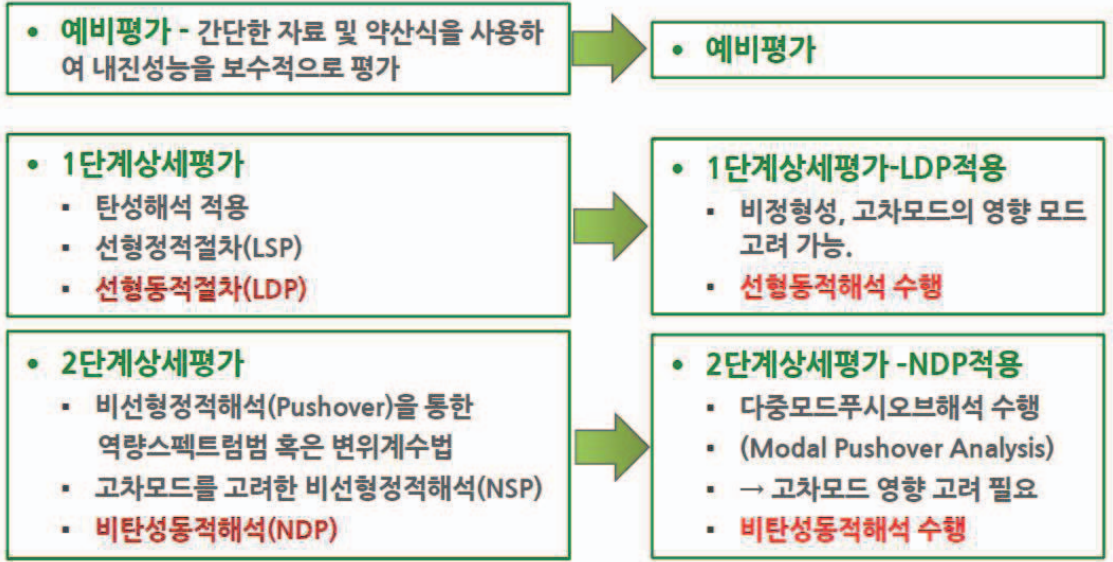 • 예비평가 - 간단한 자료 및 약산식을 사용하
여 내진성능을 보수적으로 평가
• 예비평가
• 1단계상세평가
▪ 탄성해석 적용
▪ 선형정적절차(LSP)
▪ 선형동적절차(LDP)
• 1단계상세평가-LDP적용
▪ 비정형성, 고차모드의 영향 모드
고려 가능.
▪ 선형동적해석 수행
• 2단계상세평가
▪ 비선형정적해석(Pushover)을 통한
역량스펙트럼범 혹은 변위계수법
▪ 고차모드를 고려한 비선형정적해석(NSP)
▪ 비탄성동적해석(NDP)
• 2단계상세평가 -NDP적용
▪ 다중모드푸시오브해석 수행
▪ (Modal Pushover Analysis)
▪ → 고차모드 영향 고려 필요
▪ 비탄성동적해석 수행